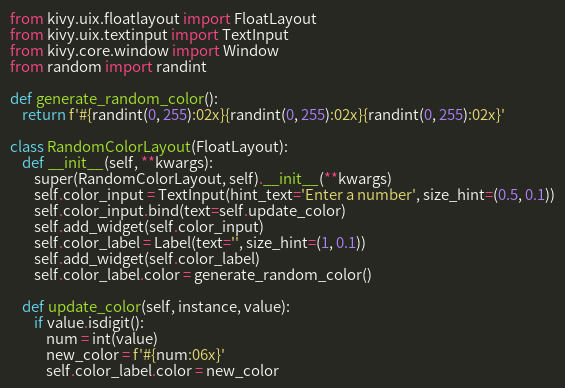 from kivy.uix.floatlayout import FloatLayout
from kivy.uix.textinput import TextInput
from kivy.core.window import Window
from random import randint

def generate_random_color():
    return f'#{randint(0, 255):02x}{randint(0, 255):02x}{randint(0, 255):02x}'

class RandomColorLayout(FloatLayout):
    def __init__(self, **kwargs):
        super(RandomColorLayout, self).__init__(**kwargs)
        self.color_input = TextInput(hint_text='Enter a number', size_hint=(0.5, 0.1))
        self.color_input.bind(text=self.update_color)
        self.add_widget(self.color_input)
        self.color_label = Label(text='', size_hint=(1, 0.1))
        self.add_widget(self.color_label)
        self.color_label.color = generate_random_color()

    def update_color(self, instance, value):
        if value.isdigit():
            num = int(value)
            new_color = f'#{num:06x}'
            self.color_label.color = new_color